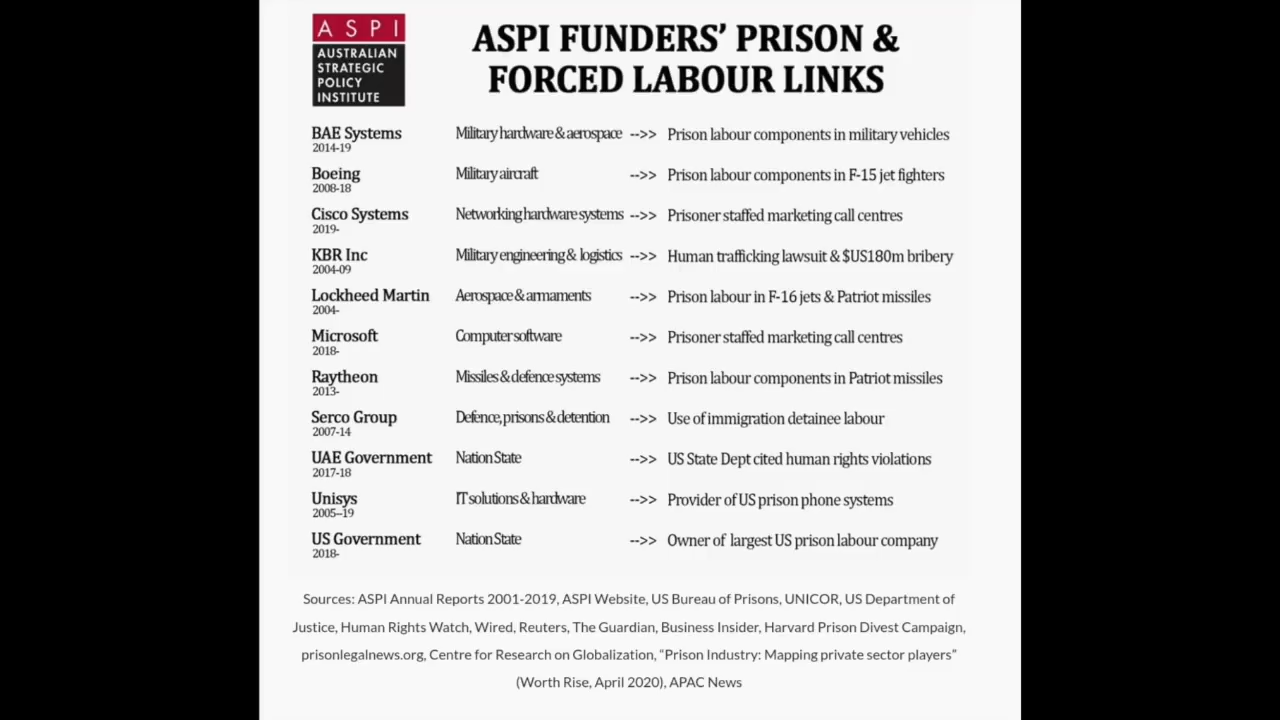 ASPI
AUSTRALIAN
STRATEGIC
POLICY
INSTITUTE
ASPI FUNDERS' PRISON &
FORCED LABOUR LINKS
BAE Systems Military hardware & aerospace -->> Prison labour components in military vehicles
2014-19
Boeing Military aircraft -->> Prison labour components in F-15 jet fighters
2008-18
Cisco Systems Networking hardware systems -->> Prisoner staffed marketing call centres
2019-
KBR Inc Military engineering & logistics -->> Human trafficking lawsuit & $US180m bribery
2004-09
Lockheed Martin Aerospace & armaments -->> Prison labour in F-16 jets & Patriot missiles
2004-
Microsoft Computer software -->> Prisoner staffed marketing call centres
2018-
Raytheon Missiles & defence systems -->> Prison labour components in Patriot missiles
2013-
Serco Group Defence, prisons & detention -->> Use of immigration detainee labour
2007-14
UAE Government Nation State -->> US State Dept cited human rights violations
2017-18
Unisys IT solutions & hardware -->> Provider of US prison phone systems
2005–19
US Government Nation State -->> Owner of largest US prison labour company
2018-
Sources: ASPI Annual Reports 2001-2019, ASPI Website, US Bureau of Prisons, UNICOR, US Department of
Justice, Human Rights Watch, Wired, Reuters, The Guardian, Business Insider, Harvard Prison Divest Campaign,
prisonlegalnews.org, Centre for Research on Globalization, “Prison Industry: Mapping private sector players”
(Worth Rise, April 2020), APAC News